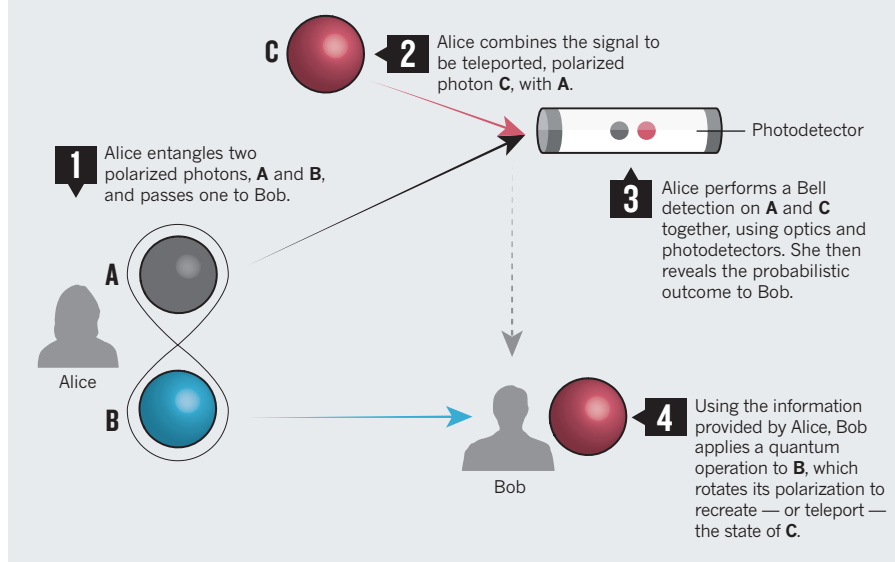 C
2
Alice combines the signal to
be teleported, polarized
photon C, with A.
Photodetector
1
Alice entangles two
polarized photons, A and B,
and passes one to Bob.
3
Alice performs a Bell
detection on A and C
together, using optics and
photodetectors. She then
reveals the probabilistic
outcome to Bob.
A
Alice
B
Bob
4
Using the information
provided by Alice, Bob
applies a quantum
operation to B, which
rotates its polarization to
recreate — or teleport —
the state of C.